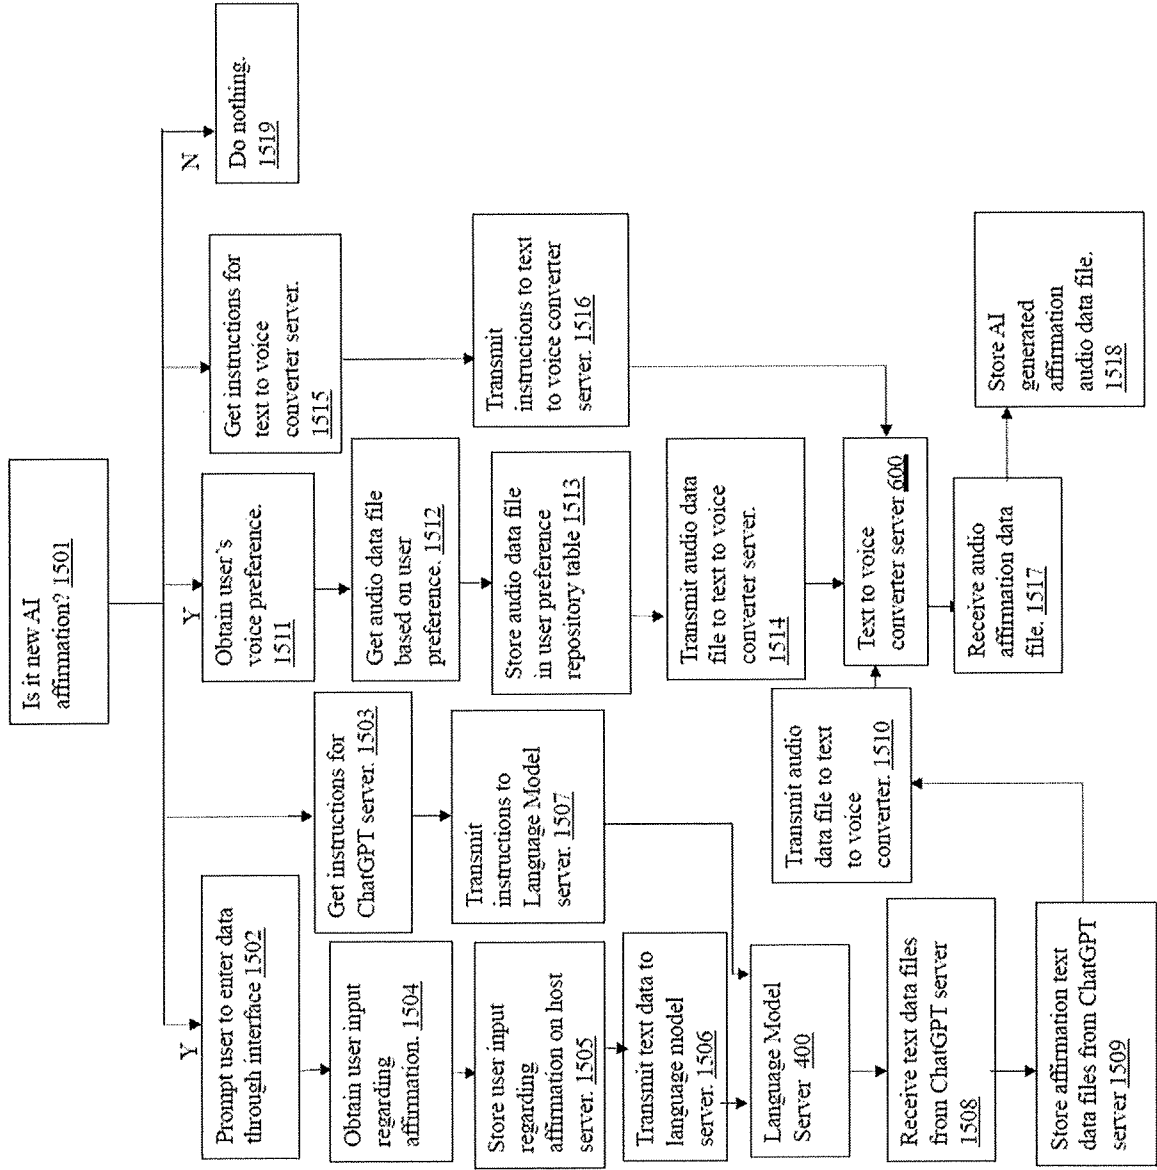 Is it new AI
affirmation? 1501
Y
Y
N
Prompt user to enter data
through interface 1502
Get instructions for
ChatGPT server. 1503
Obtain user`s
voice preference.
1511
Get instructions for
text to voice
converter server.
1515
Do nothing.
1519
Obtain user input
regarding
affirmation. 1504
Transmit
instructions to
Language Model
server. 1507
Get audio data file
based on user
preference. 1512
Transmit
instructions to text
to voice converter
server. 1516
Store user input
regarding
affirmation on host
server. 1505
Store audio data file
in user preference
repository table 1513
Transmit text data to
language model
server. 1506
Transmit audio data
file to text to voice
converter server.
1514
Language Model
Server 400
Transmit audio
data file to text
to voice
converter. 1510
Text to voice
converter server 600
Receive text data files
from ChatGPT server
1508
Receive audio
affirmation data
file. 1517
Store AI
generated
affirmation
audio data file.
1518
Store affirmation text
data files from ChatGPT
server 1509